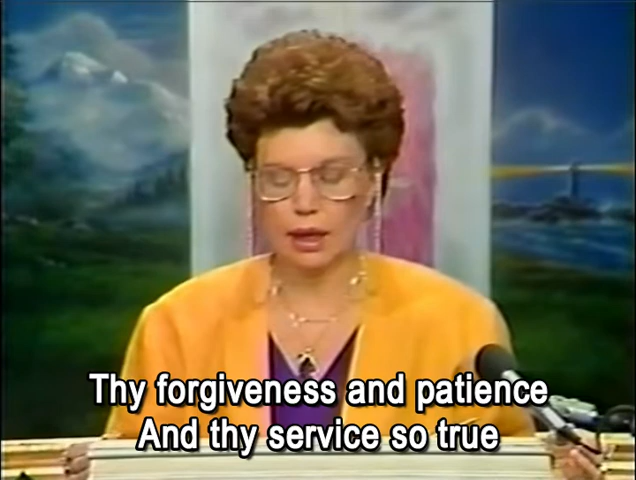 Thy forgiveness and patience
And thy service so true